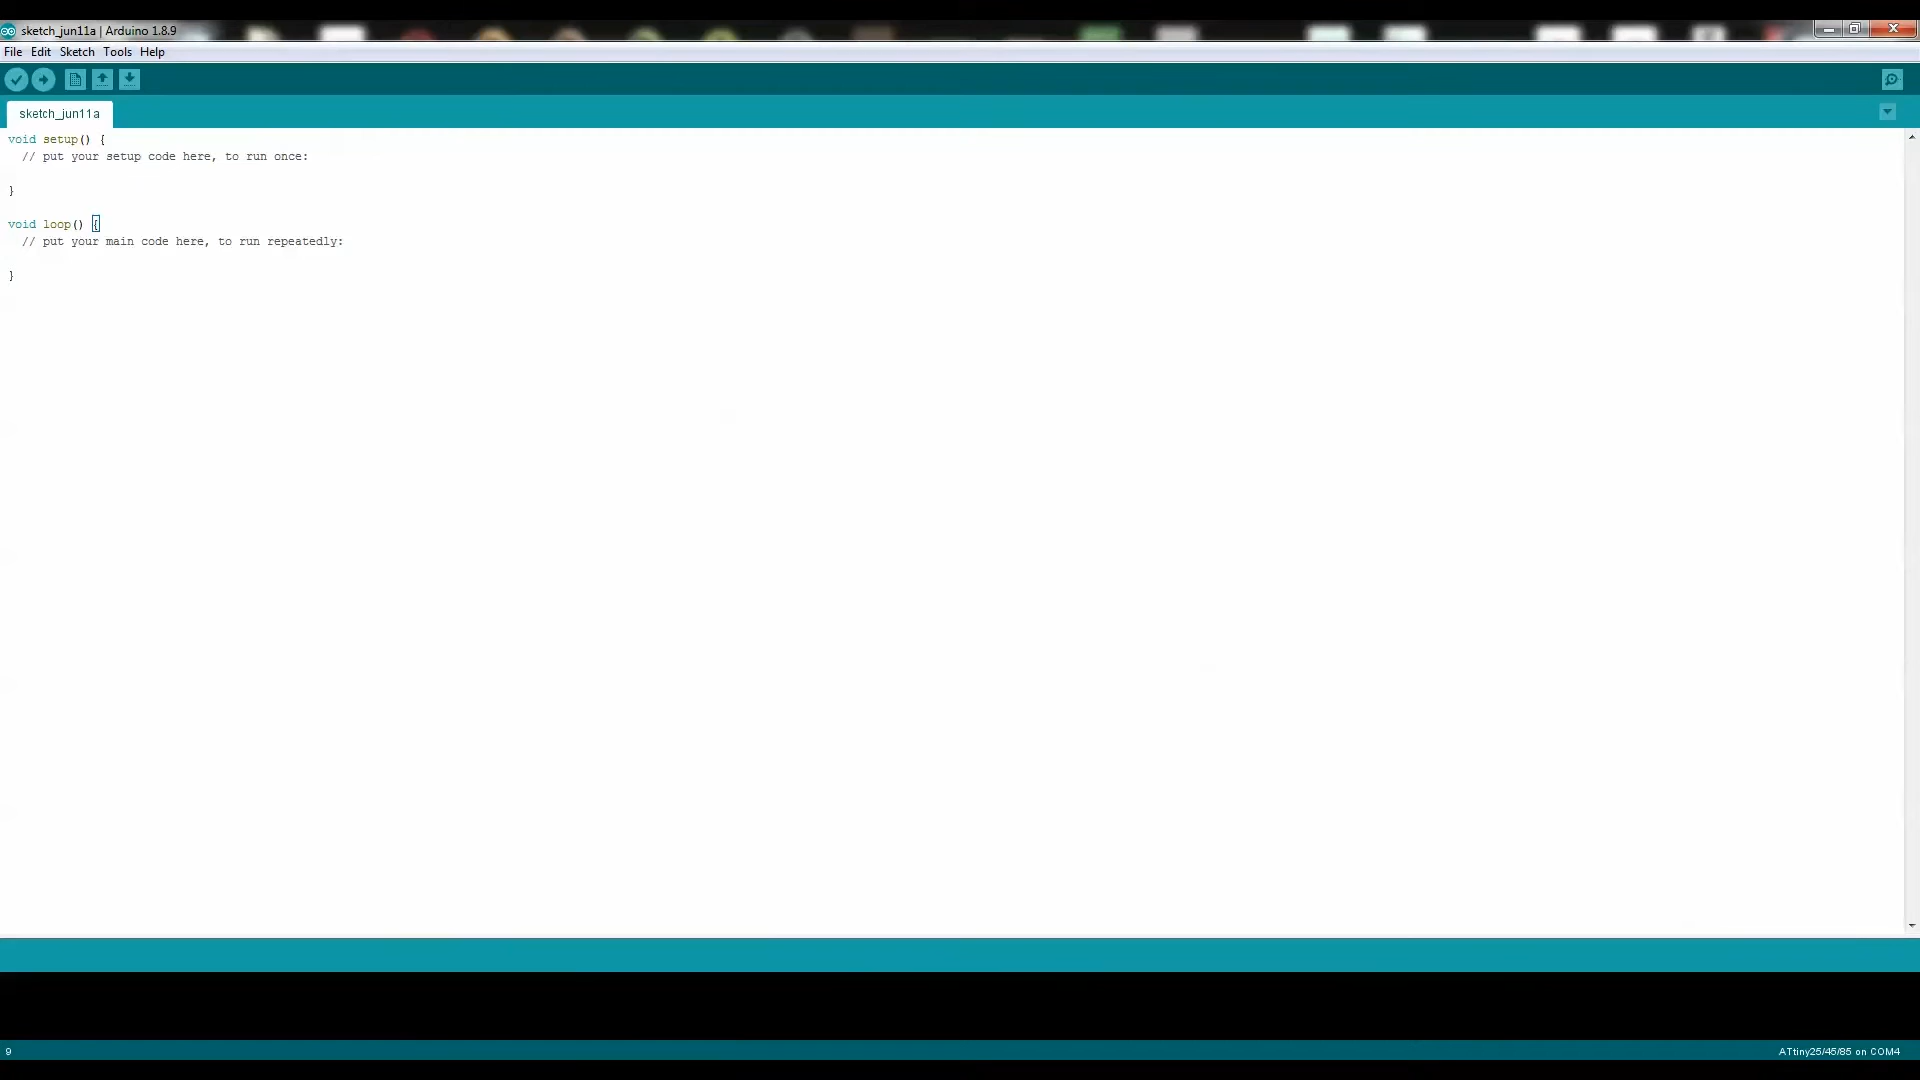 sketch_jun11a | Arduino 1.8.9
File Edit Sketch Tools Help
sketch_jun11a
void setup() {
  // put your setup code here, to run once:
}
void loop() {
  // put your main code here, to run repeatedly:
}
9
ATtiny25/45/85 on COM4